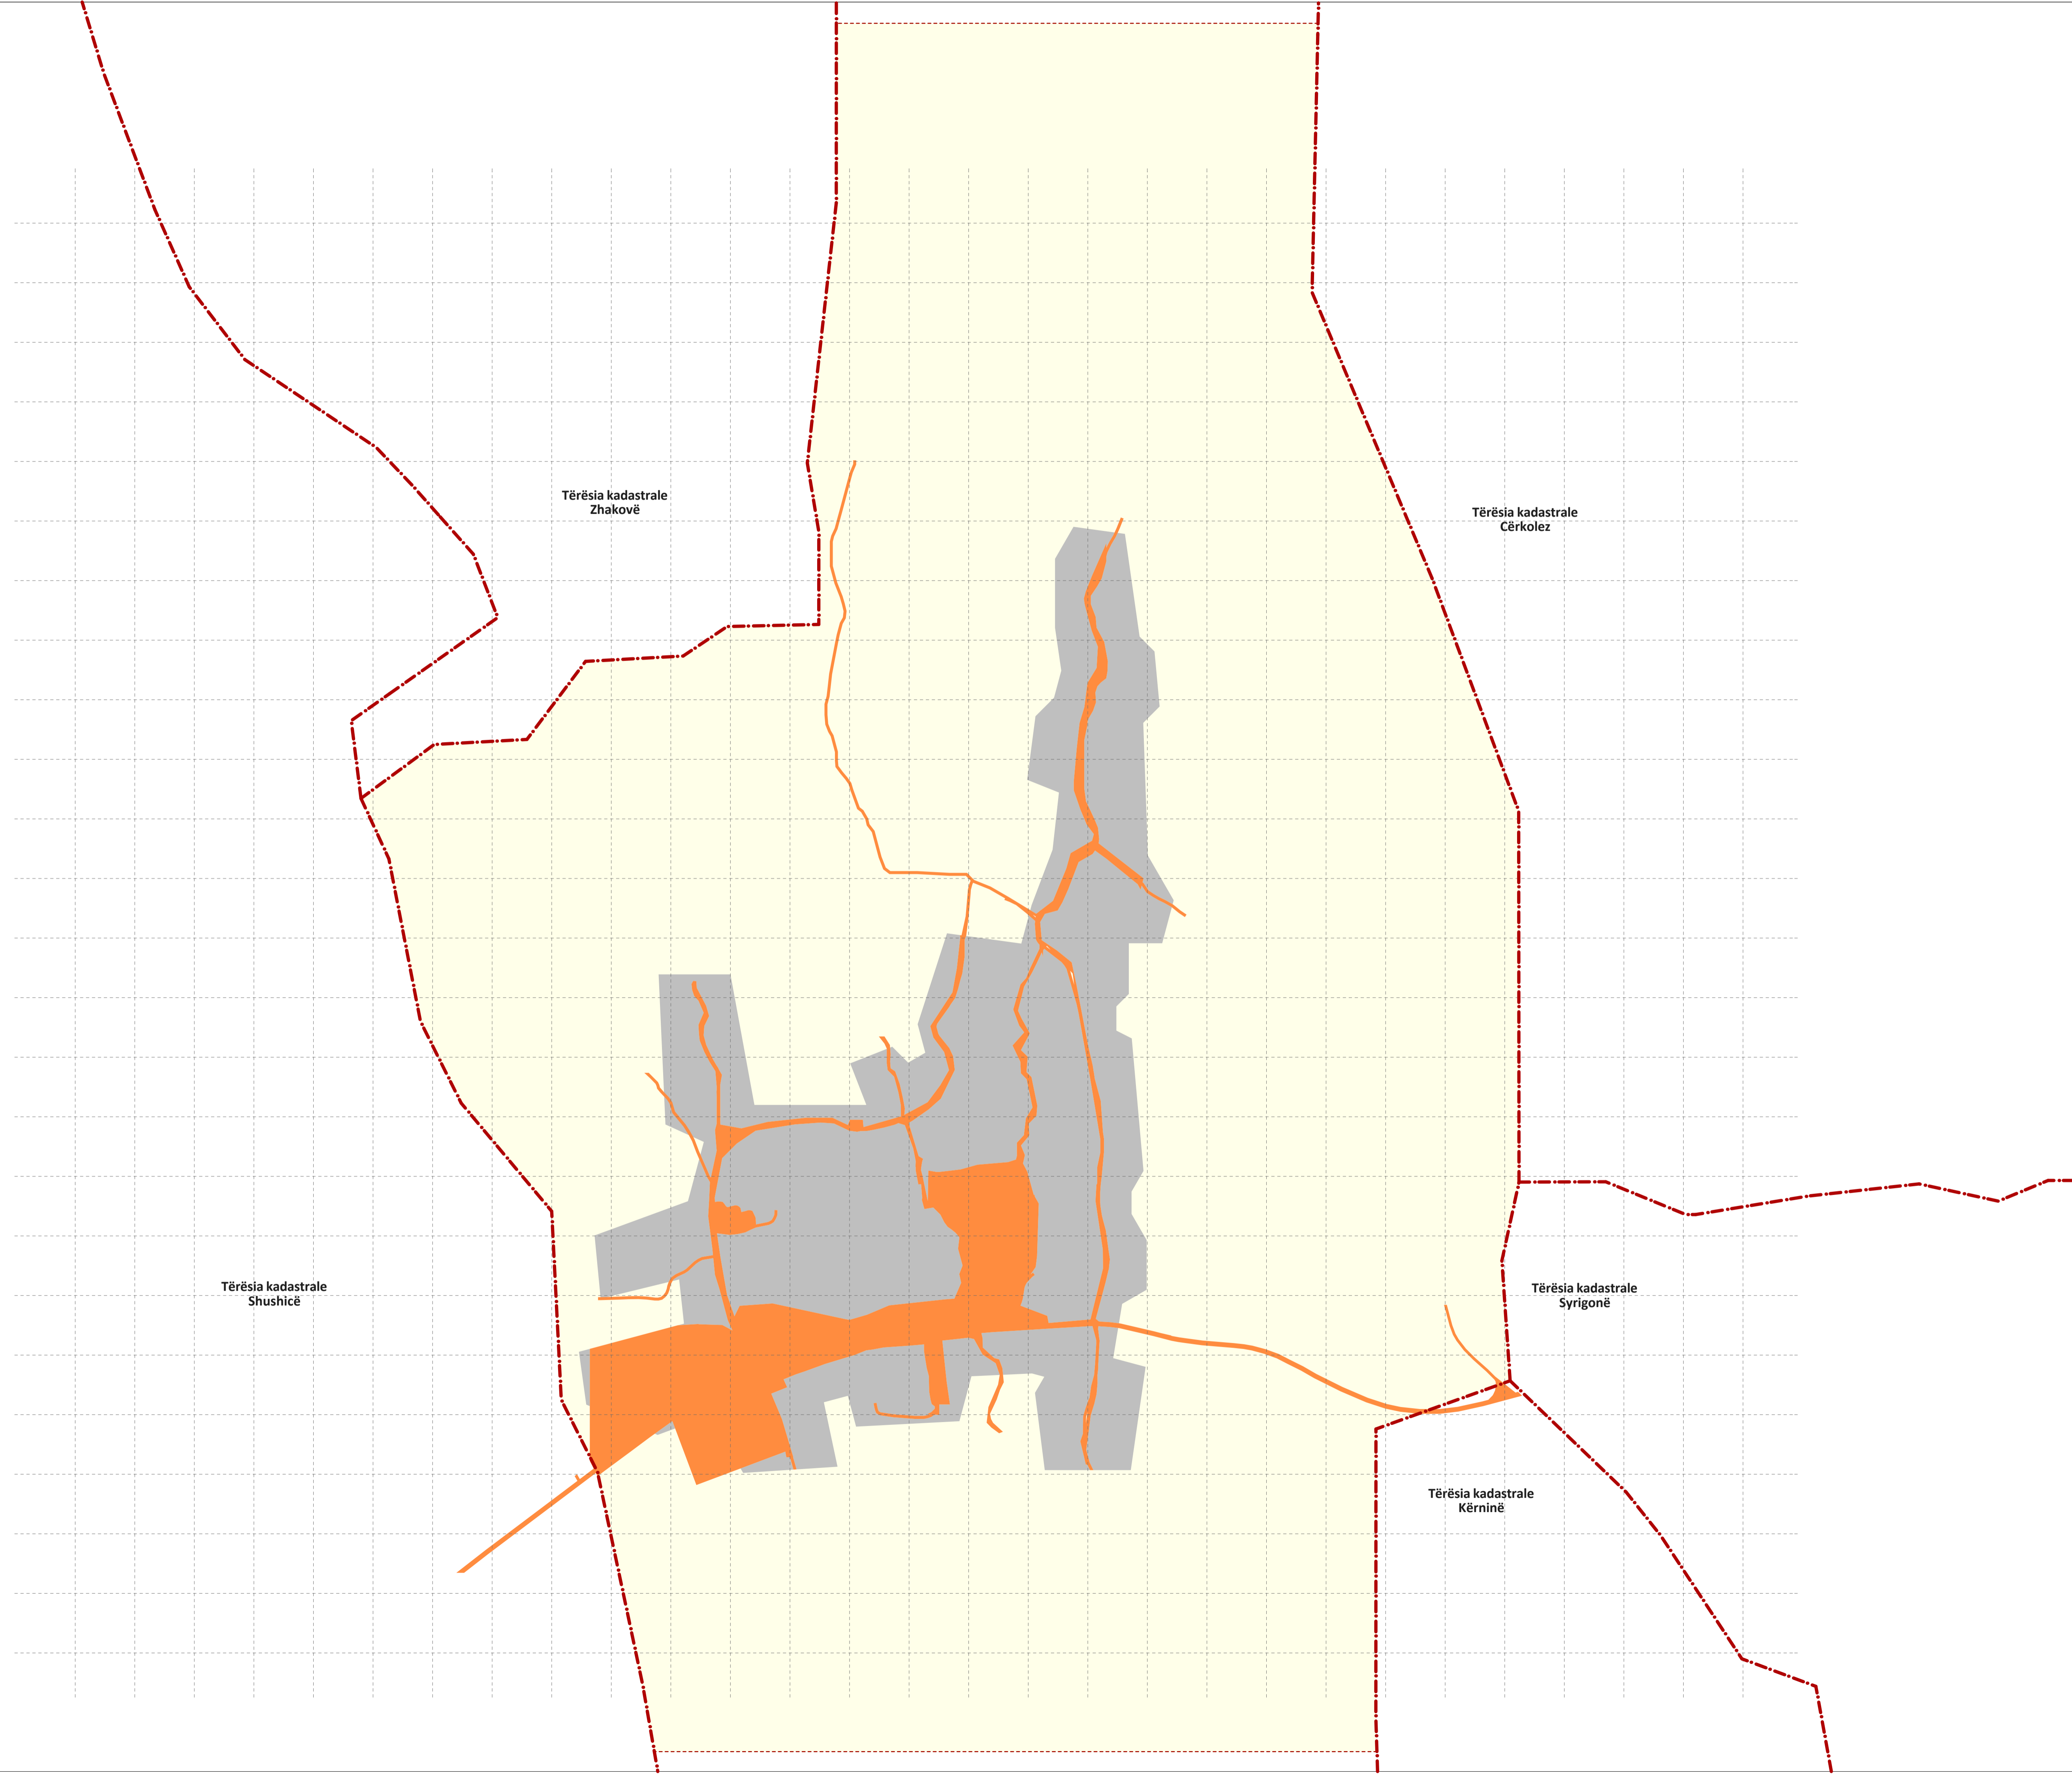 Tërësia kadastrale
Zhakovë
Tërësia kadastrale
Cërkolez
Tërësia kadastrale
Shushicë
Tërësia kadastrale
Syrigonë
Tërësia kadastrale
Kërninë